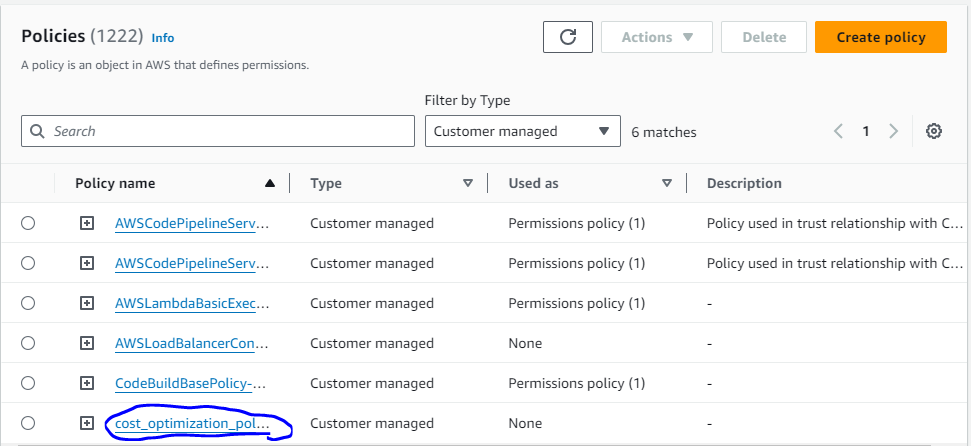 Policies (1222) Info
Actions
Delete
Create policy
A policy is an object in AWS that defines permissions.
Filter by Type
Search
Customer managed
6 matches
1
Policy name Type Used as Description
AWSCodePipelineServ... Customer managed Permissions policy (1) Policy used in trust relationship with C...
AWSCodePipelineServ... Customer managed Permissions policy (1) Policy used in trust relationship with C...
AWSLambdaBasicExec... Customer managed Permissions policy (1) -
AWSLoadBalancerCon... Customer managed None -
CodeBuildBasePolicy-... Customer managed Permissions policy (1) -
cost_optimization_pol... Customer managed None -